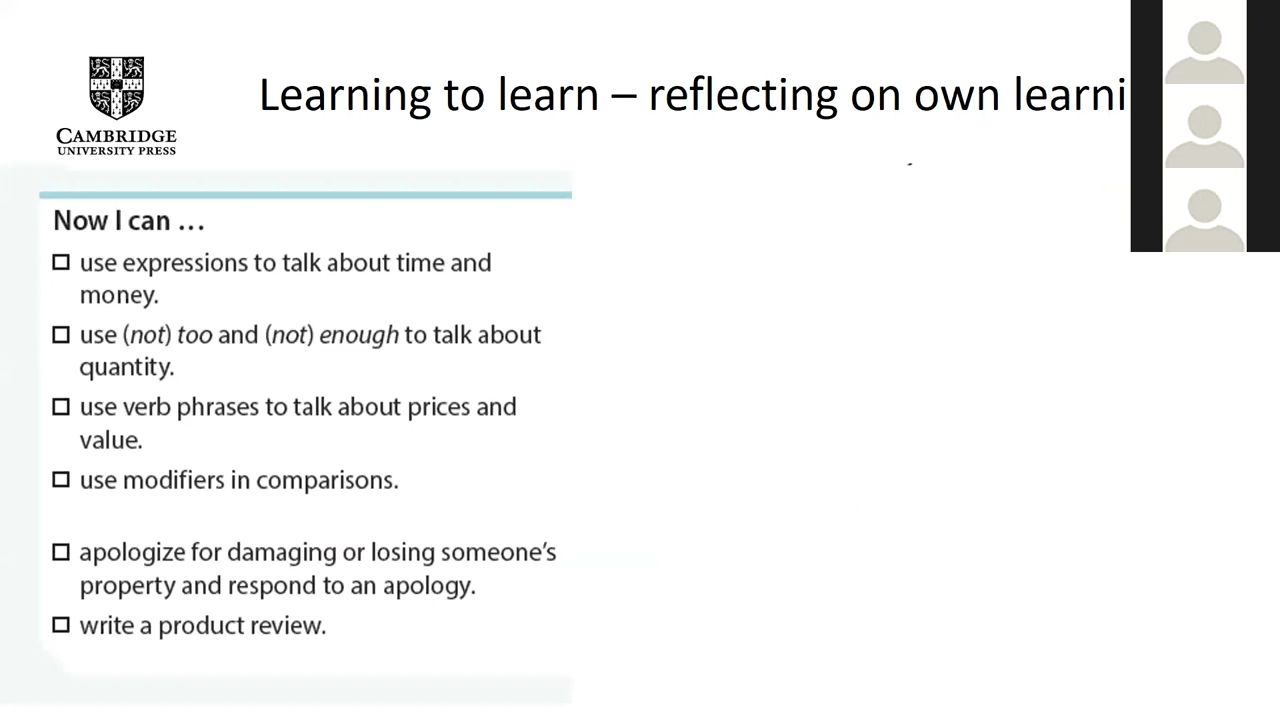 CAMBRIDGE
UNIVERSITY PRESS
Learning to learn – reflecting on own learni
Now I can ...
use expressions to talk about time and
money.
use (not) too and (not) enough to talk about
quantity.
use verb phrases to talk about prices and
value.
use modifiers in comparisons.
apologize for damaging or losing someone's
property and respond to an apology.
write a product review.